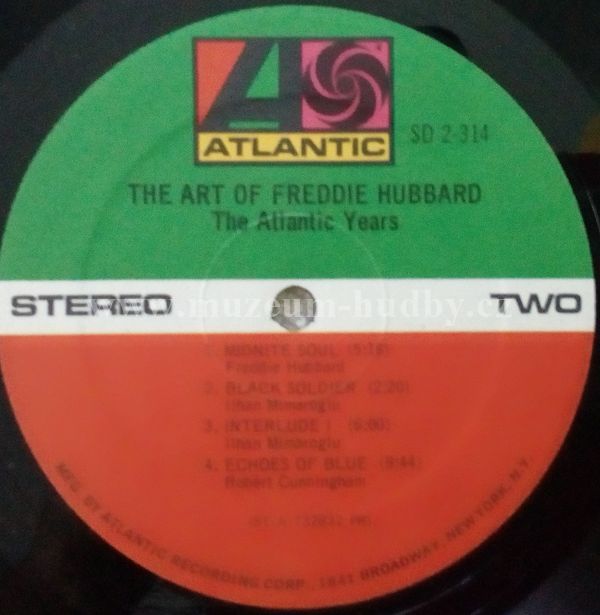 ATLANTIC
SD 2-314
THE ART OF FREDDIE HUBBARD
The Atlantic Years
STEREO
TWO
www.muzeum-hudby.cz
1. MIDNITE SOUL (5:18)
Freddie Hubbard
2. BLACK SOLDIER (2:20)
Ilhan Mimaroglu
3. INTERLUDE I (6:00)
Ilhan Mimaroglu
4. ECHOES OF BLUE (9:44)
Robert Cunningham
MFG. BY ATLANTIC RECORDING CORP., 1841 BROADWAY, NEW YORK, N.Y.